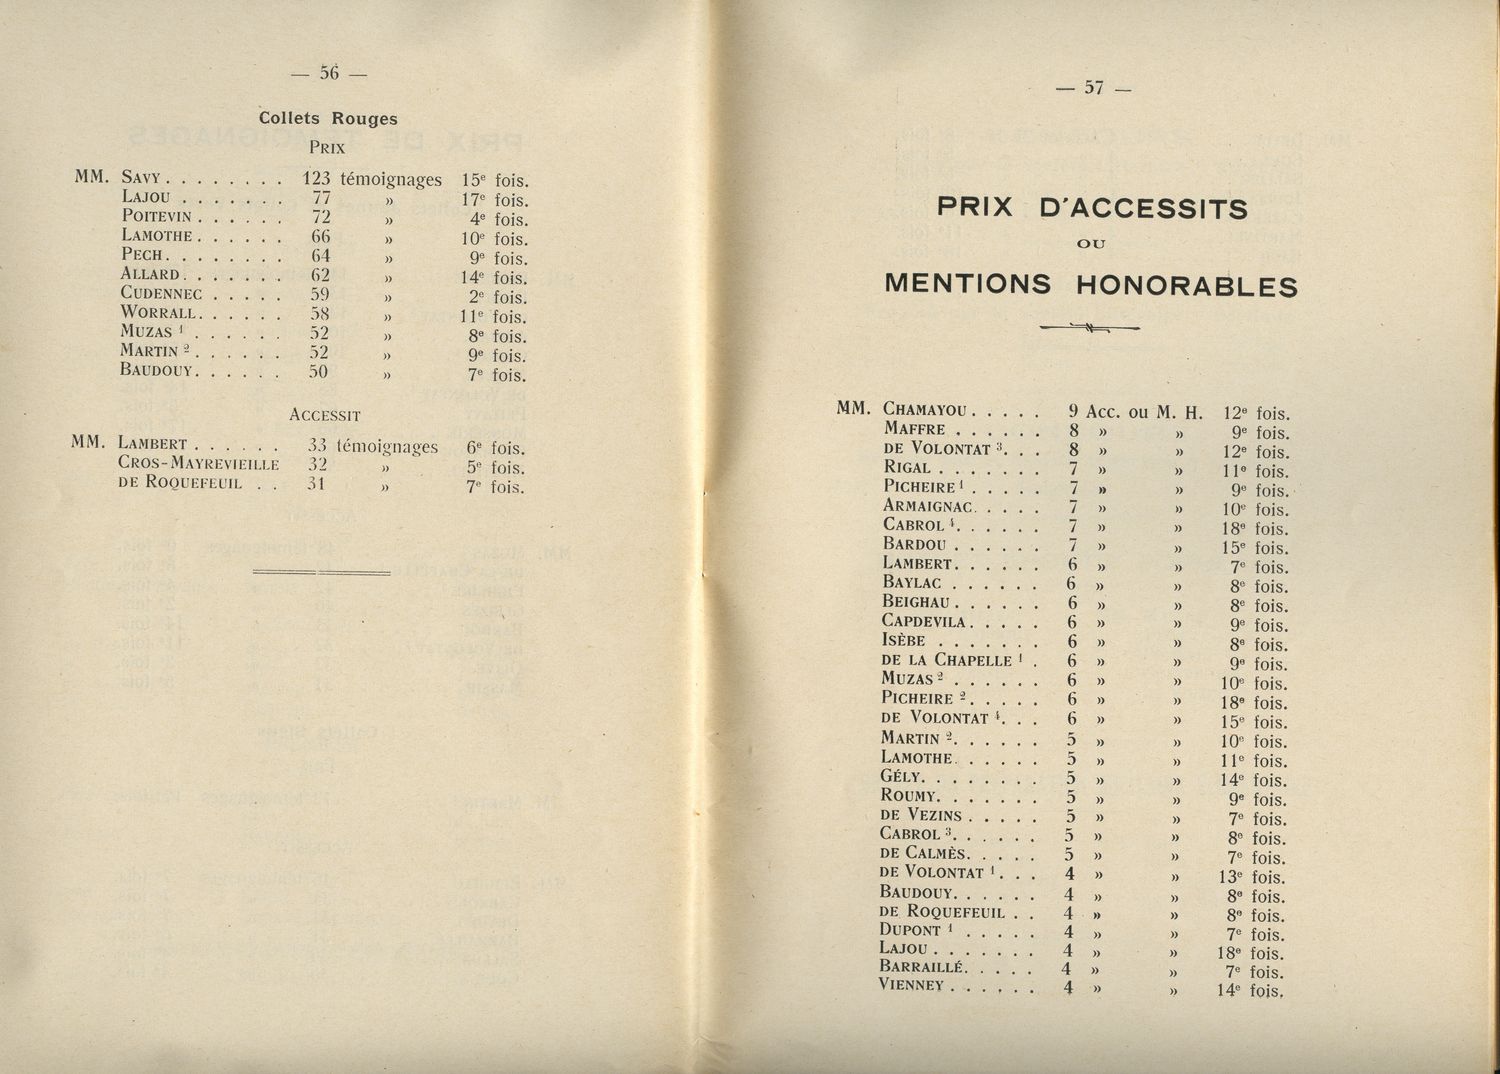 — 56 —
Collets Rouges
PRIX
MM. SAVY . . . . . . . . 123 témoignages 15e fois.
LAJOU . . . . . . . 77 » 17e fois.
POITEVIN . . . . . . 72 » 4e fois.
LAMOTHE . . . . . . 66 » 10e fois.
PECH . . . . . . . . 64 » 9e fois.
ALLARD . . . . . . 62 » 14e fois.
CUDENNEC . . . . . 59 » 2e fois.
WORRALL . . . . . . 58 » 11e fois.
MUZAS 1 . . . . . . 52 » 8e fois.
MARTIN 2 . . . . . . 52 » 9e fois.
BAUDOUY . . . . . . 50 » 7e fois.
ACCESSIT
MM. LAMBERT . . . . . . 33 témoignages 6e fois.
CROS-MAYREVIEILLE 32 » 5e fois.
DE ROQUEFEUIL . . 31 » 7e fois.
— 57 —
PRIX D'ACCESSITS
OU
MENTIONS HONORABLES
MM. CHAMAYOU . . . . . 9 Acc. ou M. H. 12e fois.
MAFFRE . . . . . . 8 » » 9e fois.
DE VOLONTAT 3 . . . 8 » » 12e fois.
RIGAL . . . . . . . 7 » » 11e fois.
PICHEIRE 1 . . . . . 7 » » 9e fois.
ARMAIGNAC . . . . . 7 » » 10e fois.
CABROL 4 . . . . . . 7 » » 18e fois.
BARDOU . . . . . . 7 » » 15e fois.
LAMBERT . . . . . . 6 » » 7e fois.
BAYLAC . . . . . . 6 » » 8e fois.
BEIGHAU . . . . . . 6 » » 8e fois.
CAPDEVILA . . . . . 6 » » 9e fois.
ISÈBE . . . . . . . 6 » » 8e fois.
DE LA CHAPELLE 1 . 6 » » 9e fois.
MUZAS 2 . . . . . . 6 » » 10e fois.
PICHEIRE 2 . . . . . 6 » » 18e fois.
DE VOLONTAT 4 . . . 6 » » 15e fois.
MARTIN 2 . . . . . . 5 » » 10e fois.
LAMOTHE . . . . . . 5 » » 11e fois.
GÉLY . . . . . . . . 5 » » 14e fois.
ROUMY . . . . . . . 5 » » 9e fois.
DE VEZINS . . . . . 5 » » 7e fois.
CABROL 3 . . . . . . 5 » » 8e fois.
DE CALMÈS . . . . . 5 » » 7e fois.
DE VOLONTAT 1 . . . 4 » » 13e fois.
BAUDOUY . . . . . . 4 » » 8e fois.
DE ROQUEFEUIL . . 4 » » 8e fois.
DUPONT 1 . . . . . 4 » » 7e fois.
LAJOU . . . . . . . 4 » » 18e fois.
BARRAILLÉ . . . . . 4 » » 7e fois.
VIENNEY . . . . . . 4 » » 14e fois.